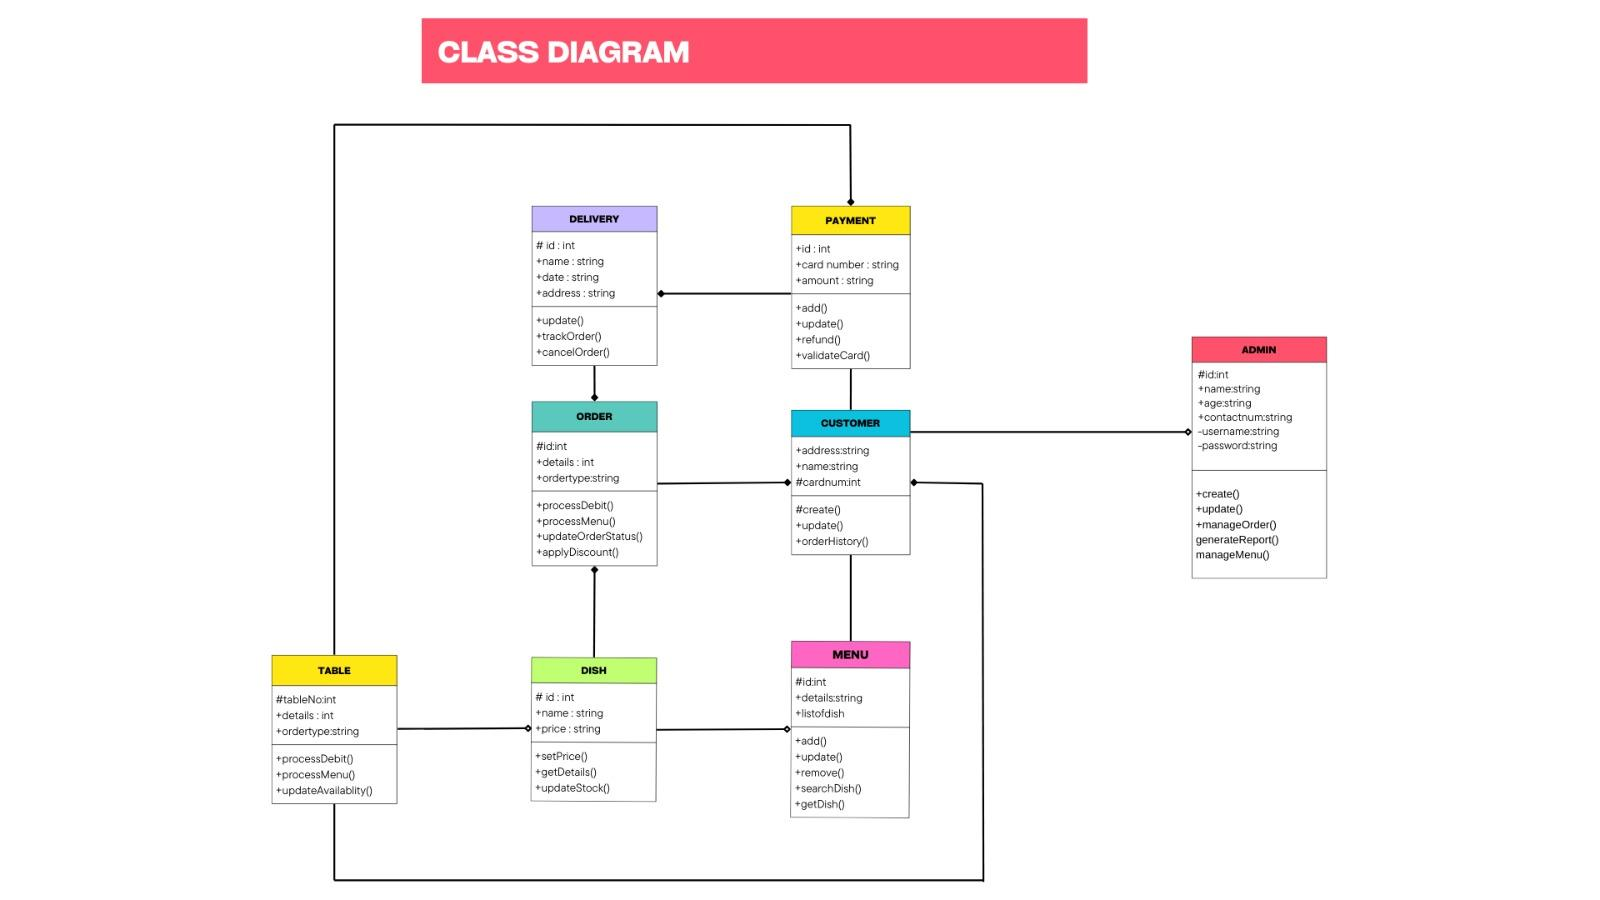 CLASS DIAGRAM
DELIVERY
# id : int
+name : string
+date : string
+address : string
+update()
+trackOrder()
+cancelOrder()
PAYMENT
+id : int
+card number : string
+amount : string
+add()
+update()
+refund()
+validateCard()
ADMIN
#id:int
+name:string
+age:string
+contactnum:string
-username:string
-password:string
+create()
+update()
+manageOrder()
generateReport()
manageMenu()
ORDER
#id:int
+details : int
+ordertype:string
+processDebit()
+processMenu()
+updateOrderStatus()
+applyDiscount()
CUSTOMER
+address:string
+name:string
#cardnum:int
#create()
+update()
+orderHistory()
TABLE
#tableNo:int
+details : int
+ordertype:string
+processDebit()
+processMenu()
+updateAvailablity()
DISH
# id : int
+name : string
+price : string
+setPrice()
+getDetails()
+updateStock()
MENU
#id:int
+details:string
+listofdish
+add()
+update()
+remove()
+searchDish()
+getDish()